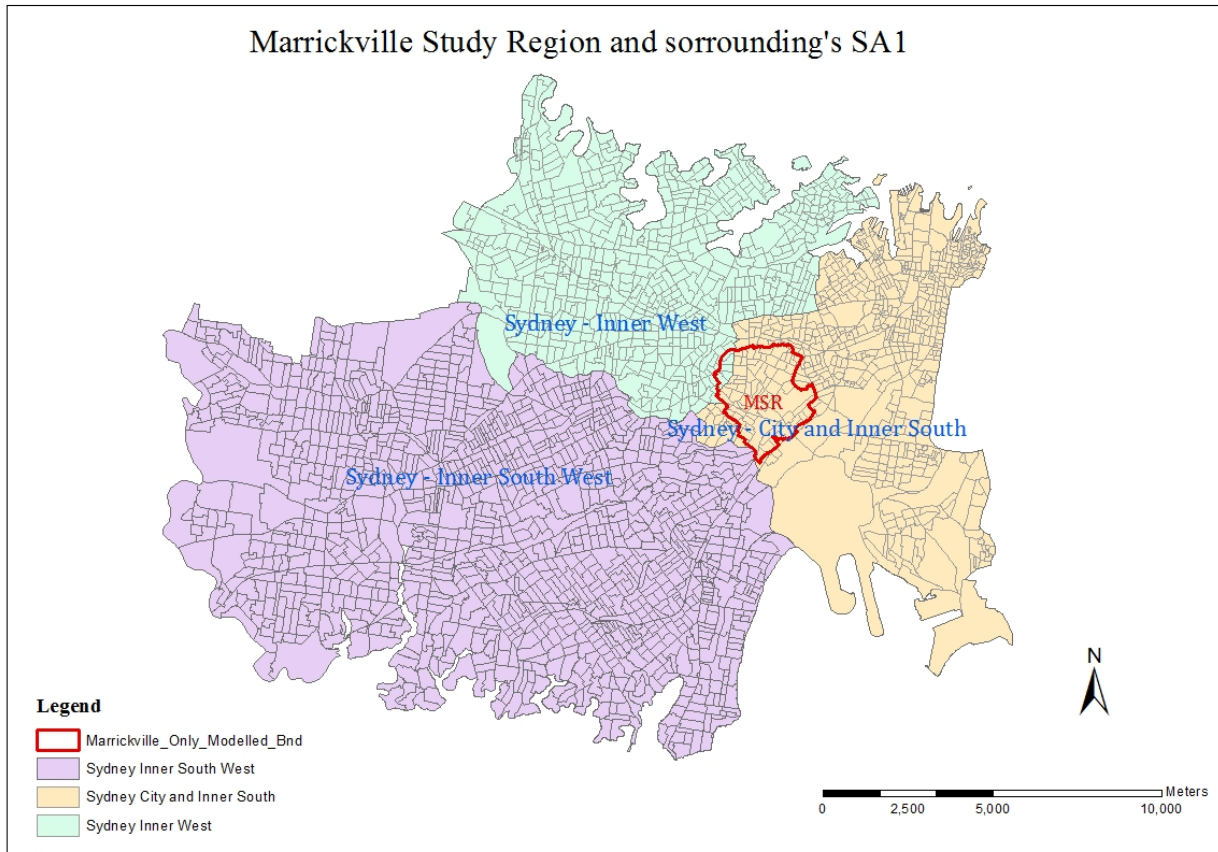 Marrickville Study Region and sorrounding's SA1
Sydney - Inner West
MSR
Sydney - City and Inner South
Sydney - Inner South West
N
Legend
Marrickville_Only_Modelled_Bnd
Sydney Inner South West
Sydney City and Inner South
Sydney Inner West
Meters
0 2,500 5,000 10,000